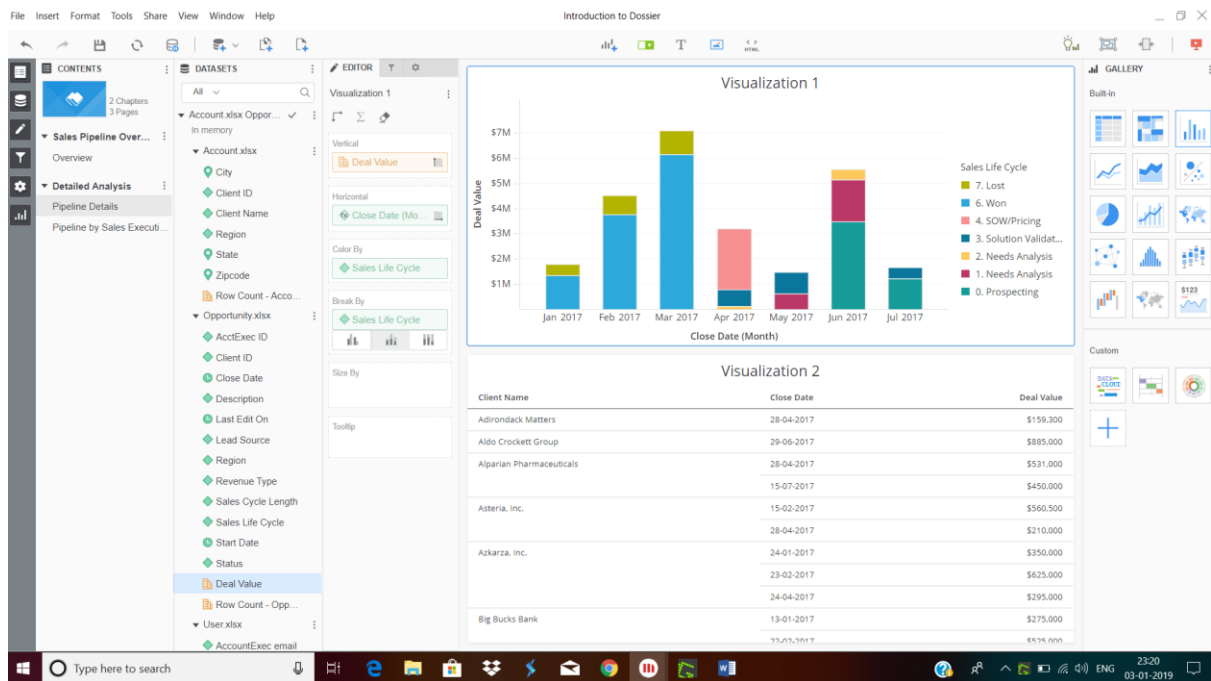 File Insert Format Tools Share View Window Help
Introduction to Dossier
T
< >
HTML
CONTENTS
2 Chapters
3 Pages
Sales Pipeline Over...
Overview
Detailed Analysis
Pipeline Details
Pipeline by Sales Executi...
DATASETS
All
Account.xlsx Oppor...
In memory
Account.xlsx
City
Client ID
Client Name
Region
State
Zipcode
Row Count - Acco...
Opportunity.xlsx
AcctExec ID
Client ID
Close Date
Description
Last Edit On
Lead Source
Region
Revenue Type
Sales Cycle Length
Sales Life Cycle
Start Date
Status
Deal Value
Row Count - Opp...
User.xlsx
AccountExec email
EDITOR
Visualization 1
Vertical
Deal Value
Horizontal
Close Date (Mo...
Color By
Sales Life Cycle
Break By
Sales Life Cycle
Size By
Tooltip
Visualization 1
Deal Value
$7M
$6M
$5M
$4M
$3M
$2M
$1M
Jan 2017 Feb 2017 Mar 2017 Apr 2017 May 2017 Jun 2017 Jul 2017
Close Date (Month)
Sales Life Cycle
7. Lost
6. Won
4. SOW/Pricing
3. Solution Validat...
2. Needs Analysis
1. Needs Analysis
0. Prospecting
Visualization 2
Client Name Close Date Deal Value
Adirondack Matters 28-04-2017 $159,300
Aldo Crockett Group 29-06-2017 $885,000
Alparian Pharmaceuticals 28-04-2017 $531,000
15-07-2017 $450,000
Asteria, Inc. 15-02-2017 $560,500
28-04-2017 $210,000
Azkarza, Inc. 24-01-2017 $350,000
23-02-2017 $625,000
24-04-2017 $295,000
Big Bucks Bank 13-01-2017 $275,000
22-02-2017 $525,000
GALLERY
Built-in
$123
Custom
DATA
CLOUD
Type here to search
ENG
23:20
03-01-2019